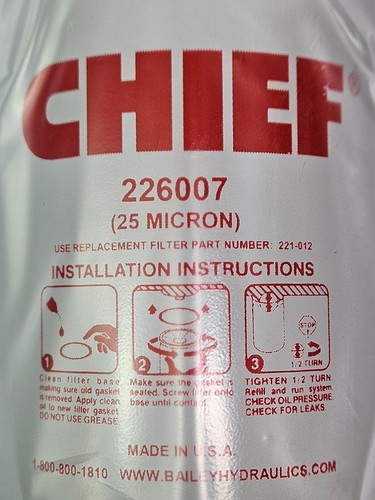 CHIEF®
226007
(25 MICRON)
USE REPLACEMENT FILTER PART NUMBER: 221-012
INSTALLATION INSTRUCTIONS
STOP
1/2 TURN
1
2
3
Clean filter base
making sure old gasket
is removed. Apply clean
oil to new filter gasket.
DO NOT USE GREASE.
Make sure the gasket is
seated. Screw filter onto
base until contact.
TIGHTEN 1/2 TURN.
Refill and run system.
CHECK OIL PRESSURE.
CHECK FOR LEAKS.
MADE IN U.S.A.
1-800-800-1810 WWW.BAILEYHYDRAULICS.COM